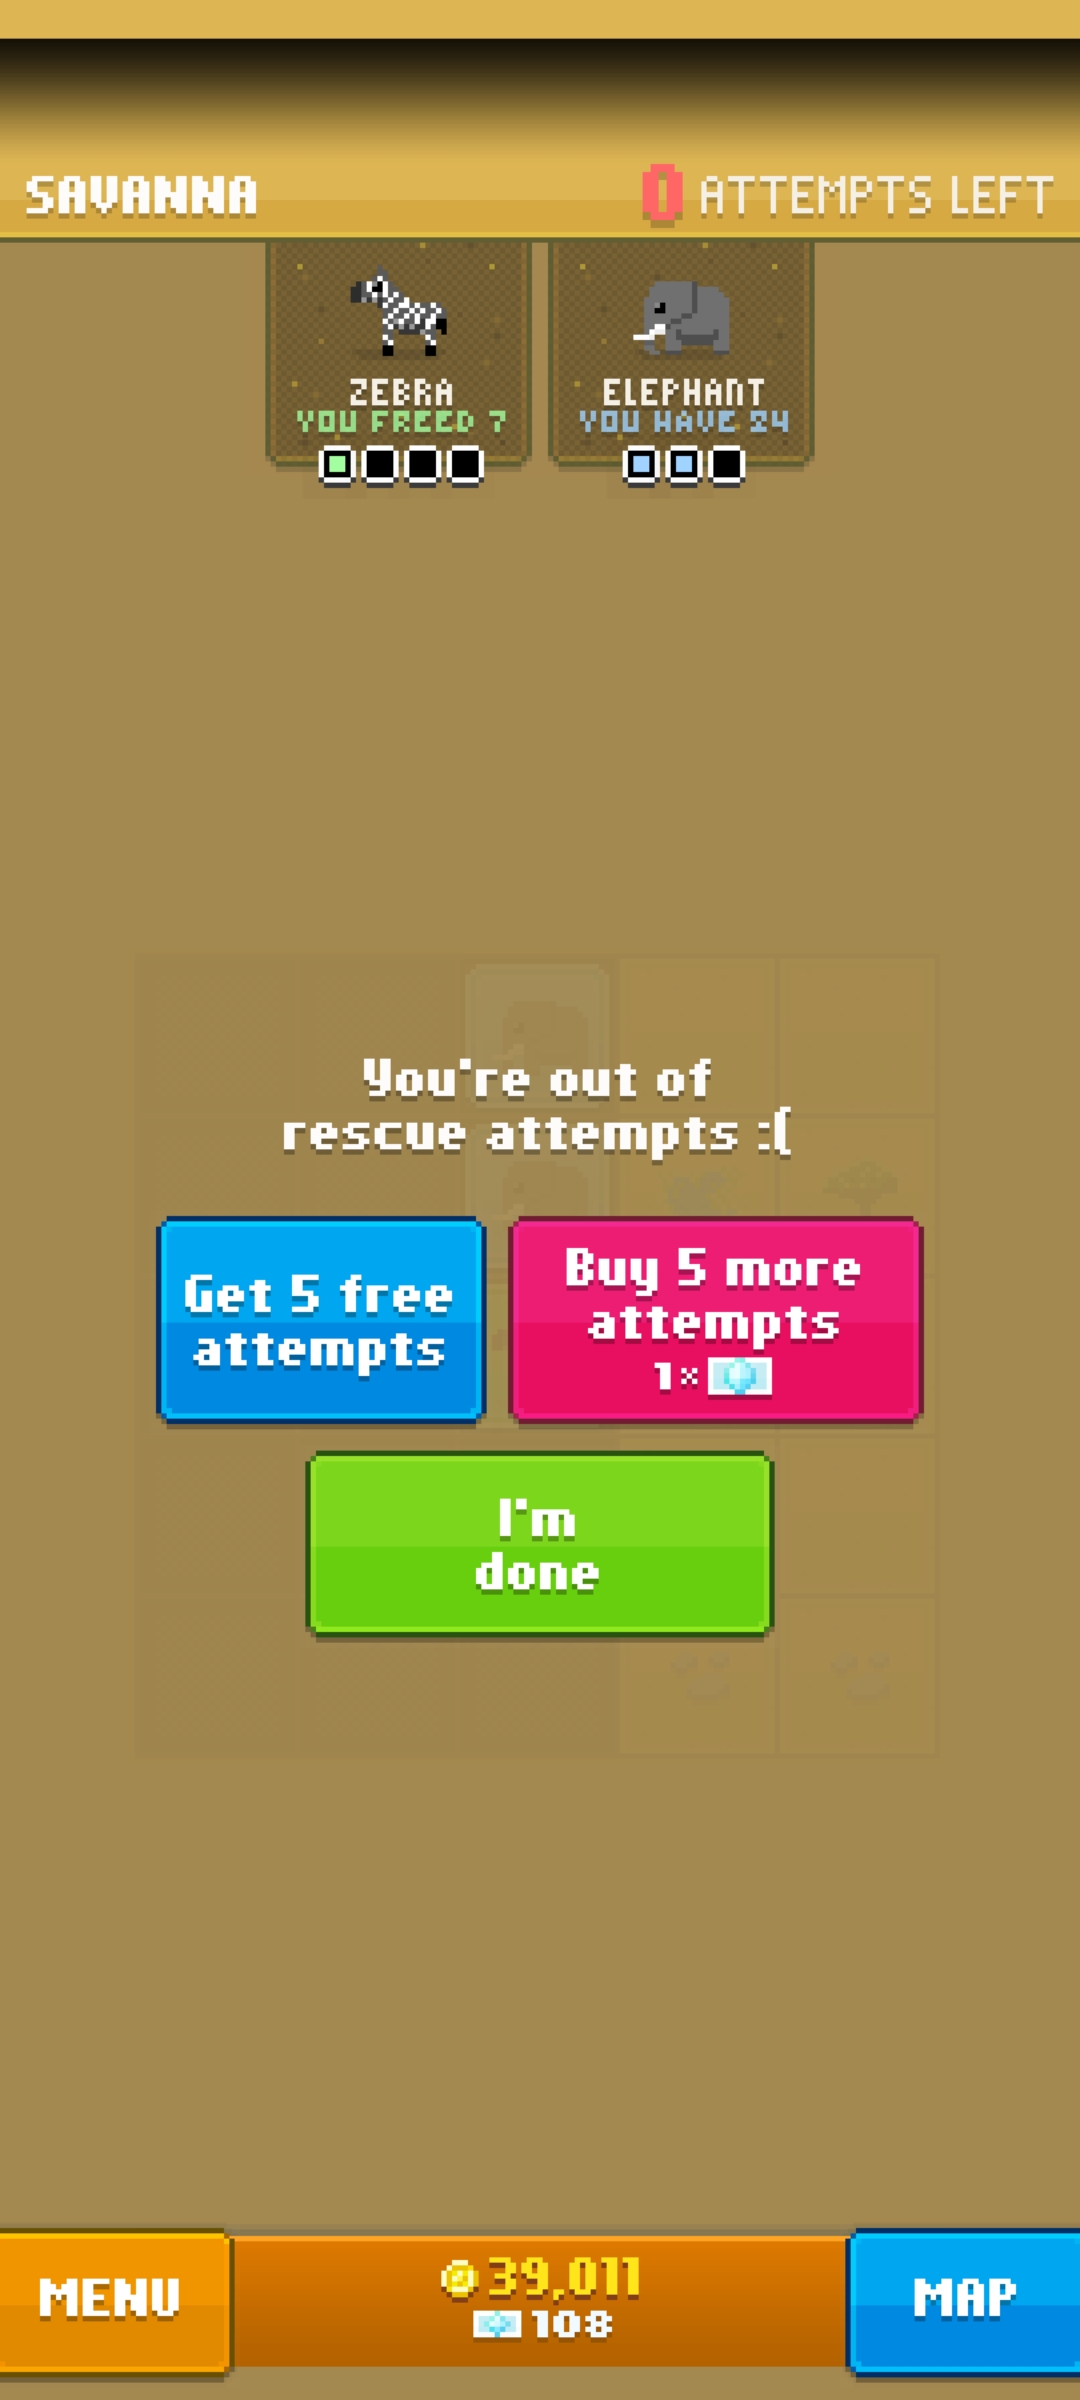 SAVANNA
0 ATTEMPTS LEFT
ZEBRA
YOU FREED 7
ELEPHANT
YOU HAVE 24
You're out of
rescue attempts :(
Get 5 free
attempts
Buy 5 more
attempts
1×
I'm
done
MENU
39,011
108
MAP